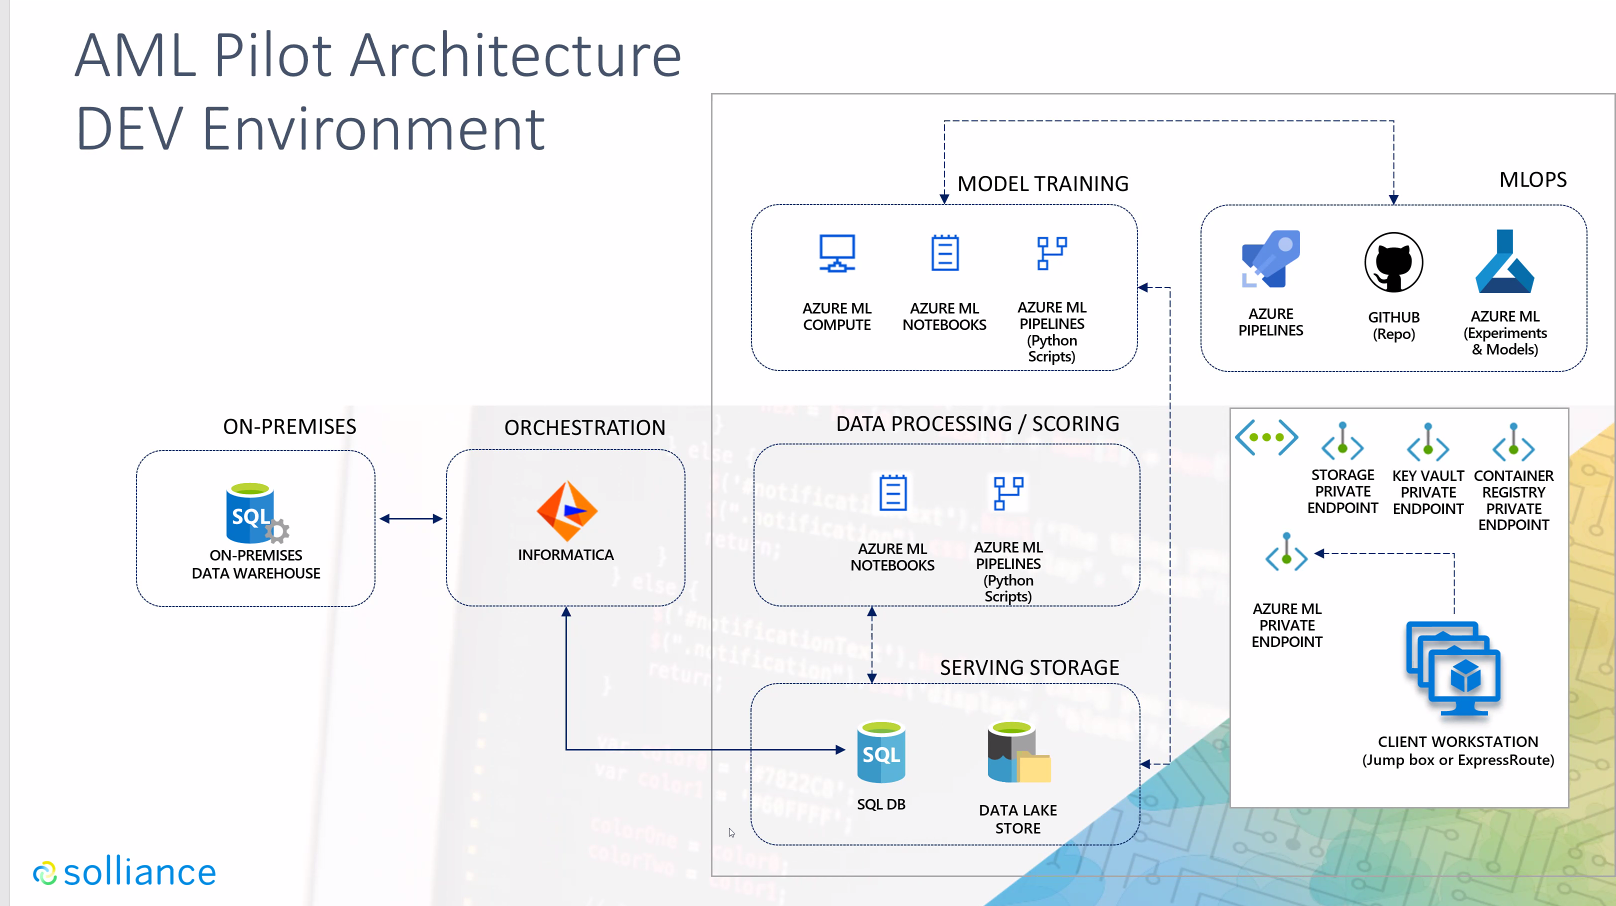 AML Pilot Architecture
DEV Environment
MODEL TRAINING
AZURE ML
COMPUTE
AZURE ML
NOTEBOOKS
AZURE ML
PIPELINES
(Python
Scripts)
MLOPS
AZURE
PIPELINES
GITHUB
(Repo)
AZURE ML
(Experiments
& Models)
ON-PREMISES
SQL
ON-PREMISES
DATA WAREHOUSE
ORCHESTRATION
INFORMATICA
DATA PROCESSING / SCORING
AZURE ML
NOTEBOOKS
AZURE ML
PIPELINES
(Python
Scripts)
STORAGE
PRIVATE
ENDPOINT
KEY VAULT
PRIVATE
ENDPOINT
CONTAINER
REGISTRY
PRIVATE
ENDPOINT
AZURE ML
PRIVATE
ENDPOINT
CLIENT WORKSTATION
(Jump box or ExpressRoute)
SERVING STORAGE
SQL
SQL DB
DATA LAKE
STORE
solliance